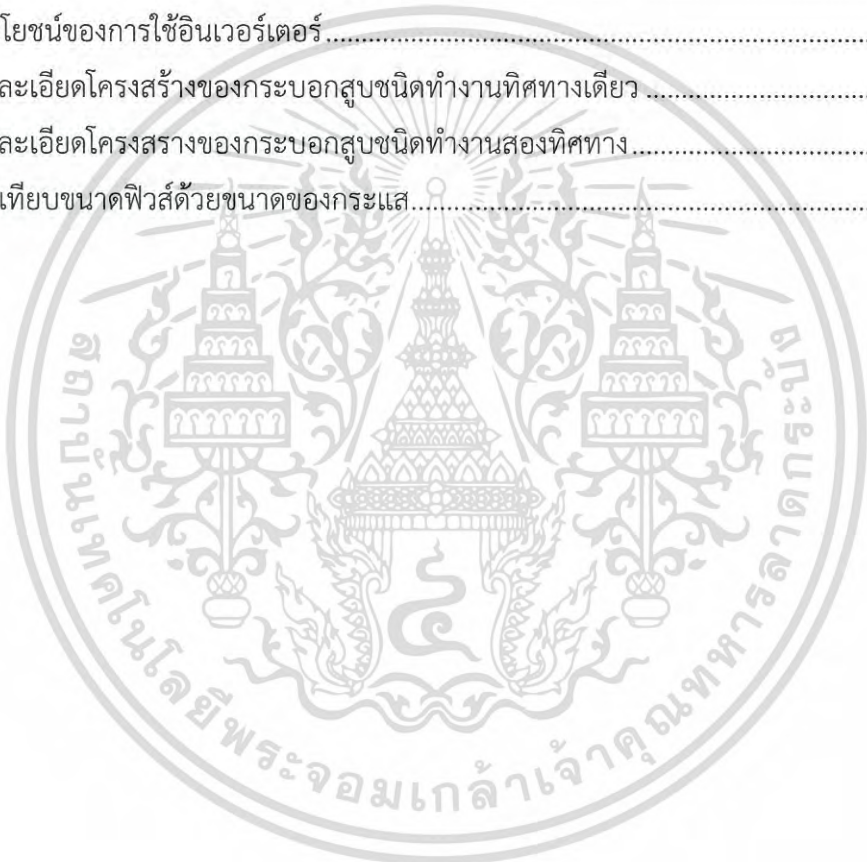 โยชน์ของการใช้อินเวอร์เตอร์........................................................................
ละเอียดโครงสร้างของกระบอกสูบชนิดทำงานทิศทางเดียว .............................
ละเอียดโครงสรางของกระบอกสูบชนิดทำงานสองทิศทาง...............................
เทียบขนาดฟิวส์ด้วยขนาดของกระแส............................................................
สถาบันเทคโนโลยีพระจอมเกล้าเจ้าคุณทหารลาดกระบัง